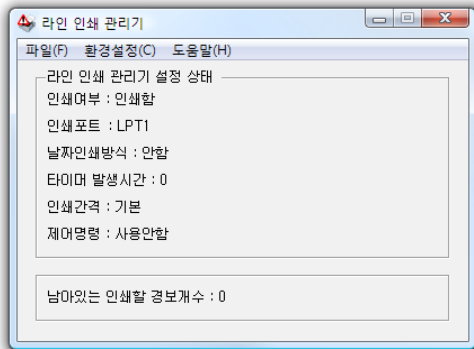 라인 인쇄 관리기
파일(F) 환경설정(C) 도움말(H)
라인 인쇄 관리기 설정 상태
인쇄여부 : 인쇄함
인쇄포트 : LPT1
날짜인쇄방식 : 안함
타이머 발생시간 : 0
인쇄간격 : 기본
제어명령 : 사용안함
남아있는 인쇄할 경보개수 : 0